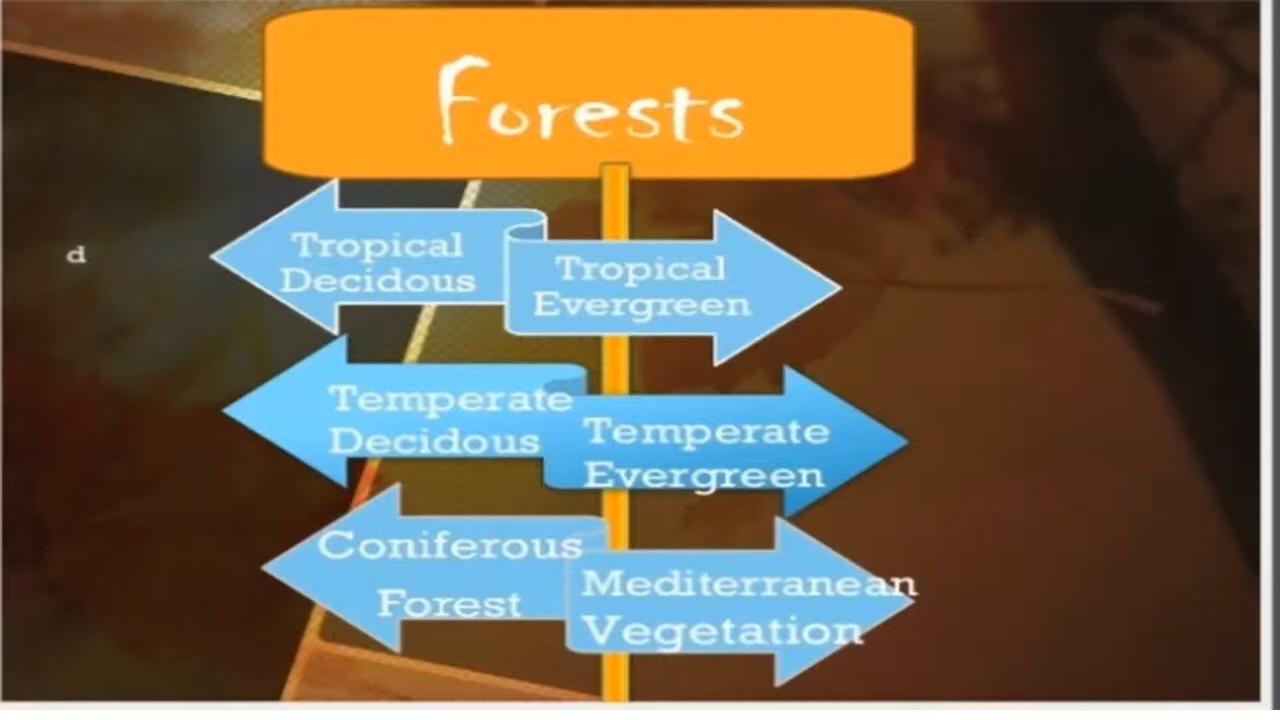 Forests
d
Tropical
Decidous
Tropical
Evergreen
Temperate
Decidous
Temperate
Evergreen
Coniferous
Forest
Mediterranean
Vegetation